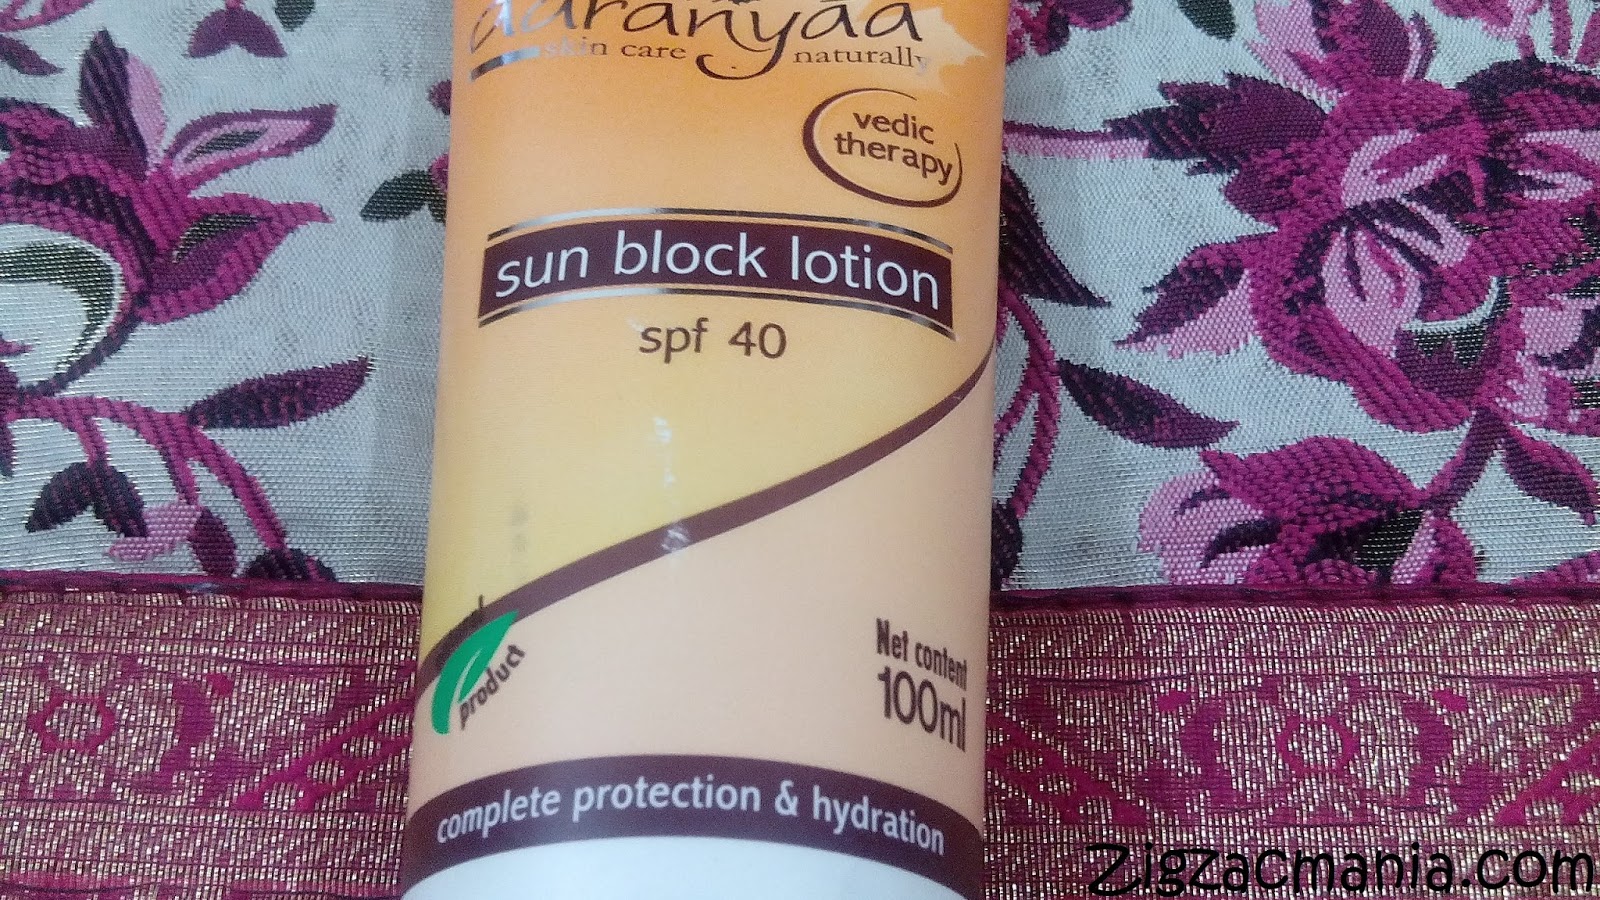 aaranyaa
skin care naturally
vedic
therapy
sun block lotion
spf 40
product
Net content
100ml
complete protection & hydration
Zigzacmania.com